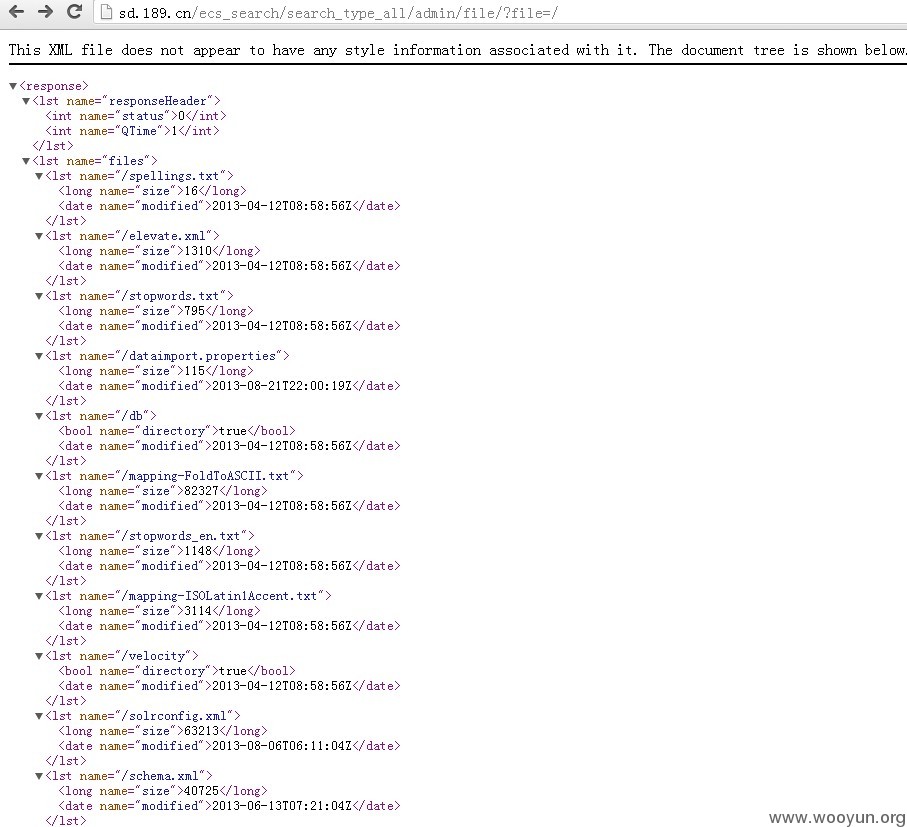 sd.189.cn/ecs_search/search_type_all/admin/file/?file=/
This XML file does not appear to have any style information associated with it. The document tree is shown below.
▼<response>
▼<lst name="responseHeader">
<int name="status">0</int>
<int name="QTime">1</int>
</lst>
▼<lst name="files">
▼<lst name="/spellings.txt">
<long name="size">16</long>
<date name="modified">2013-04-12T08:58:56Z</date>
</lst>
▼<lst name="/elevate.xml">
<long name="size">1310</long>
<date name="modified">2013-04-12T08:58:56Z</date>
</lst>
▼<lst name="/stopwords.txt">
<long name="size">795</long>
<date name="modified">2013-04-12T08:58:56Z</date>
</lst>
▼<lst name="/dataimport.properties">
<long name="size">115</long>
<date name="modified">2013-08-21T22:00:19Z</date>
</lst>
▼<lst name="/db">
<bool name="directory">true</bool>
<date name="modified">2013-04-12T08:58:56Z</date>
</lst>
▼<lst name="/mapping-FoldToASCII.txt">
<long name="size">82327</long>
<date name="modified">2013-04-12T08:58:56Z</date>
</lst>
▼<lst name="/stopwords_en.txt">
<long name="size">1148</long>
<date name="modified">2013-04-12T08:58:56Z</date>
</lst>
▼<lst name="/mapping-ISOLatin1Accent.txt">
<long name="size">3114</long>
<date name="modified">2013-04-12T08:58:56Z</date>
</lst>
▼<lst name="/velocity">
<bool name="directory">true</bool>
<date name="modified">2013-04-12T08:58:56Z</date>
</lst>
▼<lst name="/solrconfig.xml">
<long name="size">63213</long>
<date name="modified">2013-08-06T06:11:04Z</date>
</lst>
▼<lst name="/schema.xml">
<long name="size">40725</long>
<date name="modified">2013-06-13T07:21:04Z</date>
</lst>
www.wooyun.org